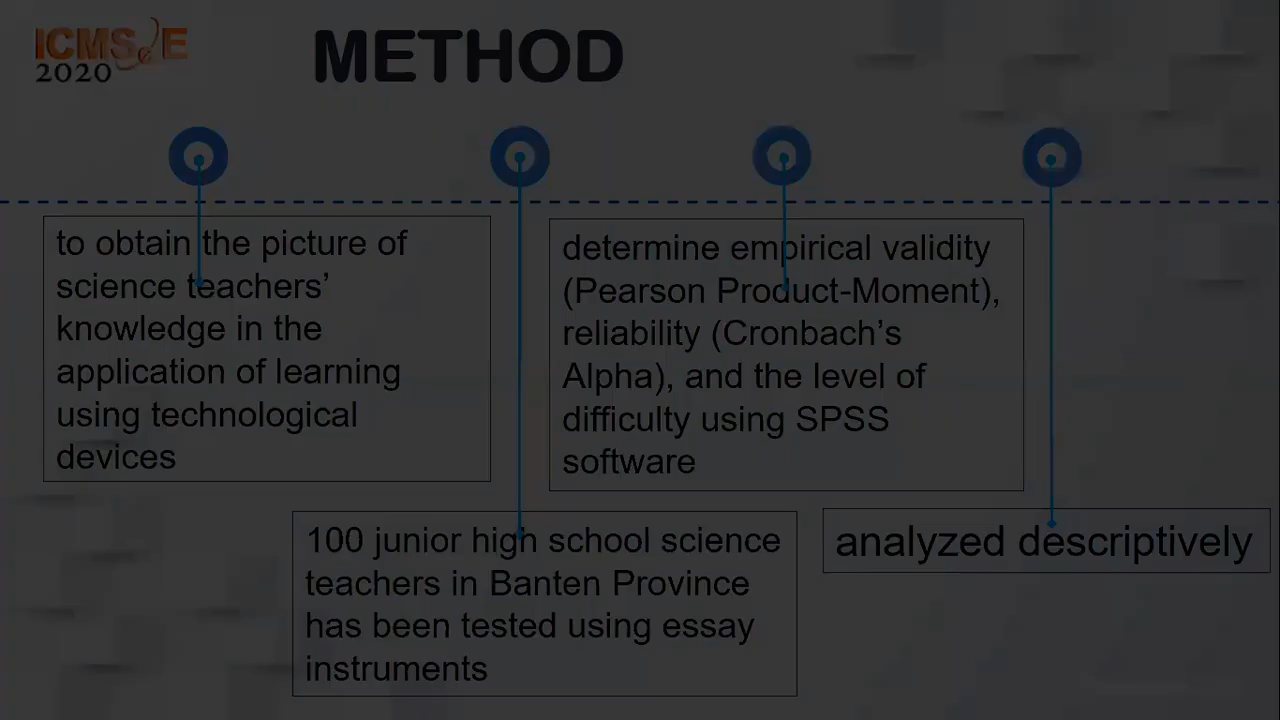 ICMScE
2020
METHOD
to obtain the picture of
science teachers’
knowledge in the
application of learning
using technological
devices
100 junior high school science
teachers in Banten Province
has been tested using essay
instruments
determine empirical validity
(Pearson Product-Moment),
reliability (Cronbach’s
Alpha), and the level of
difficulty using SPSS
software
analyzed descriptively